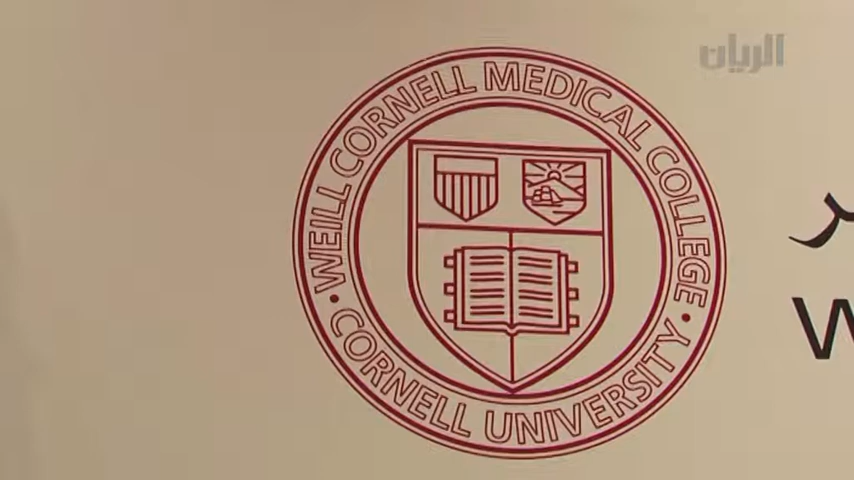 الريان
WEILL CORNELL MEDICAL COLLEGE
CORNELL UNIVERSITY